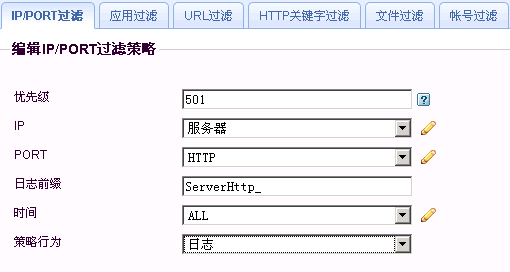 IP/PORT过滤 应用过滤 URL过滤 HTTP关键字过滤 文件过滤 帐号过滤
编辑IP/PORT过滤策略
优先级 501 ?
IP 服务器
PORT HTTP
日志前缀 ServerHttp_
时间 ALL
策略行为 日志